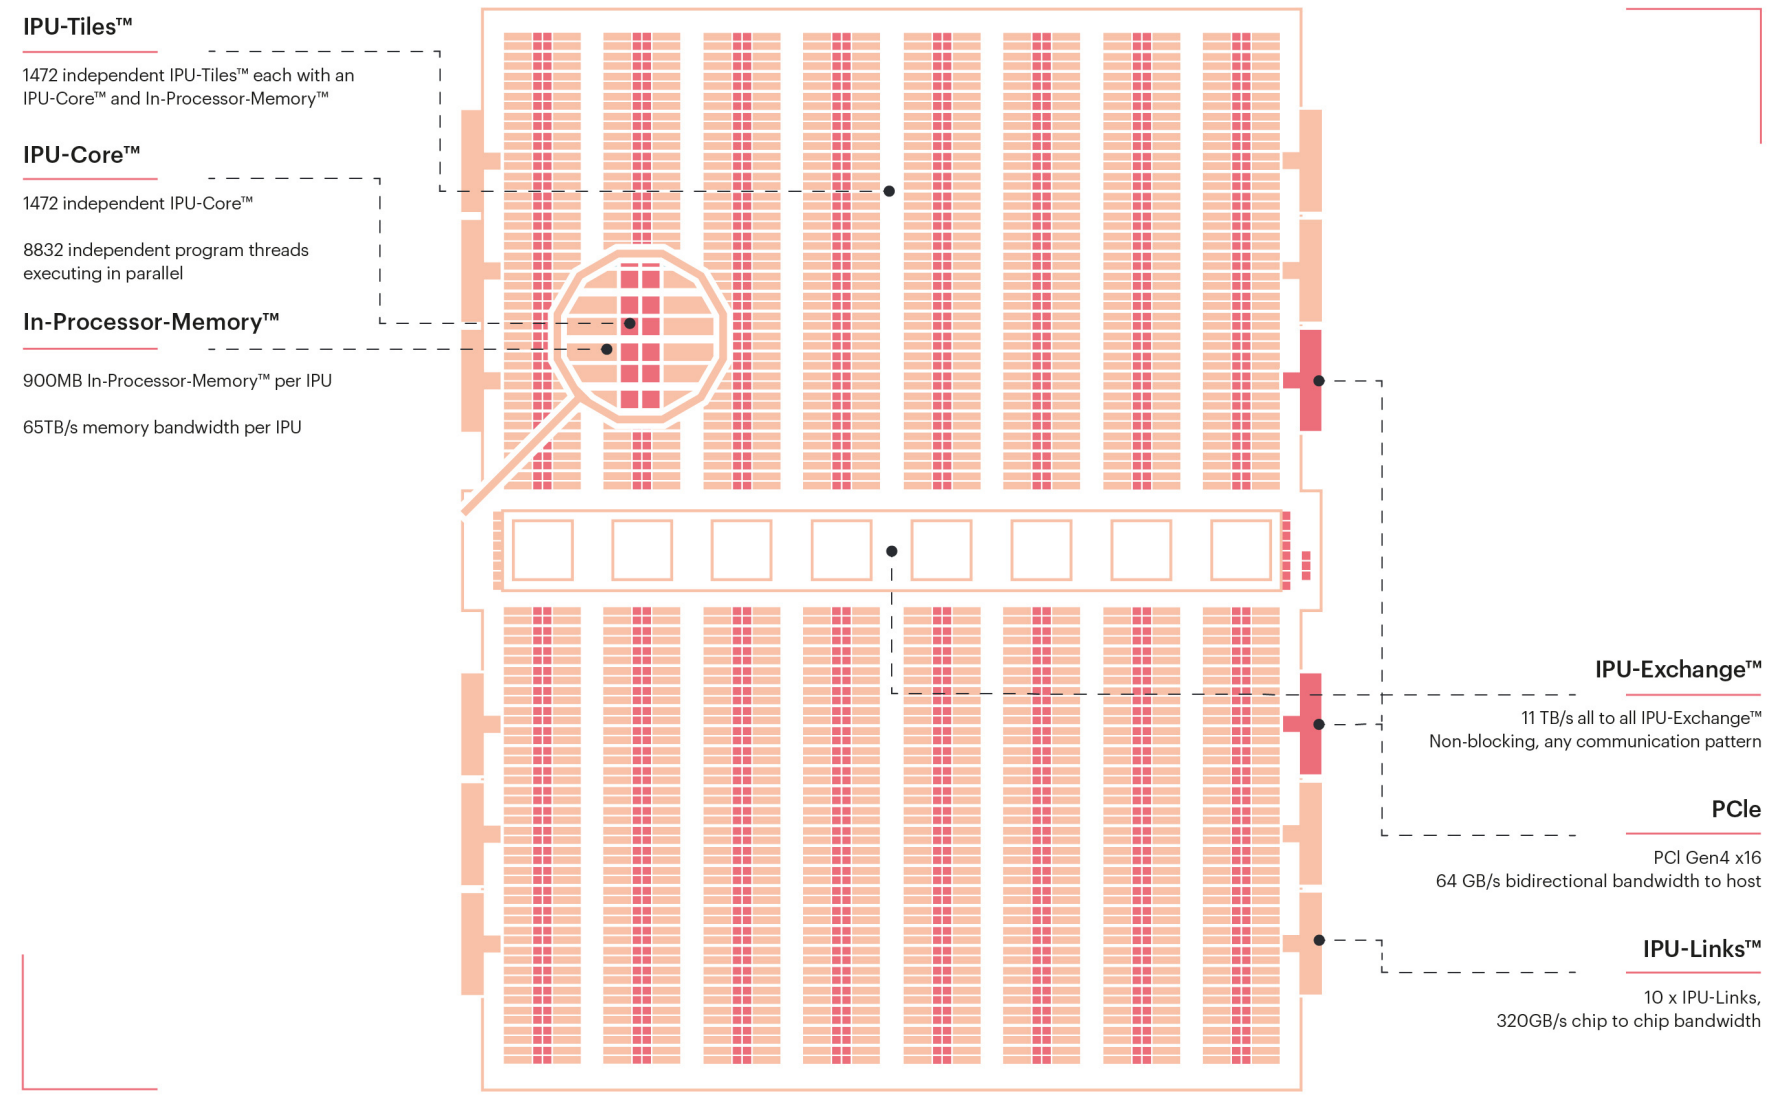 IPU-Tiles™
1472 independent IPU-Tiles™ each with an
IPU-Core™ and In-Processor-Memory™
IPU-Core™
1472 independent IPU-Core™
8832 independent program threads
executing in parallel
In-Processor-Memory™
900MB In-Processor-Memory™ per IPU
65TB/s memory bandwidth per IPU
IPU-Exchange™
11 TB/s all to all IPU-Exchange™
Non-blocking, any communication pattern
PCIe
PCI Gen4 x16
64 GB/s bidirectional bandwidth to host
IPU-Links™
10 x IPU-Links,
320GB/s chip to chip bandwidth